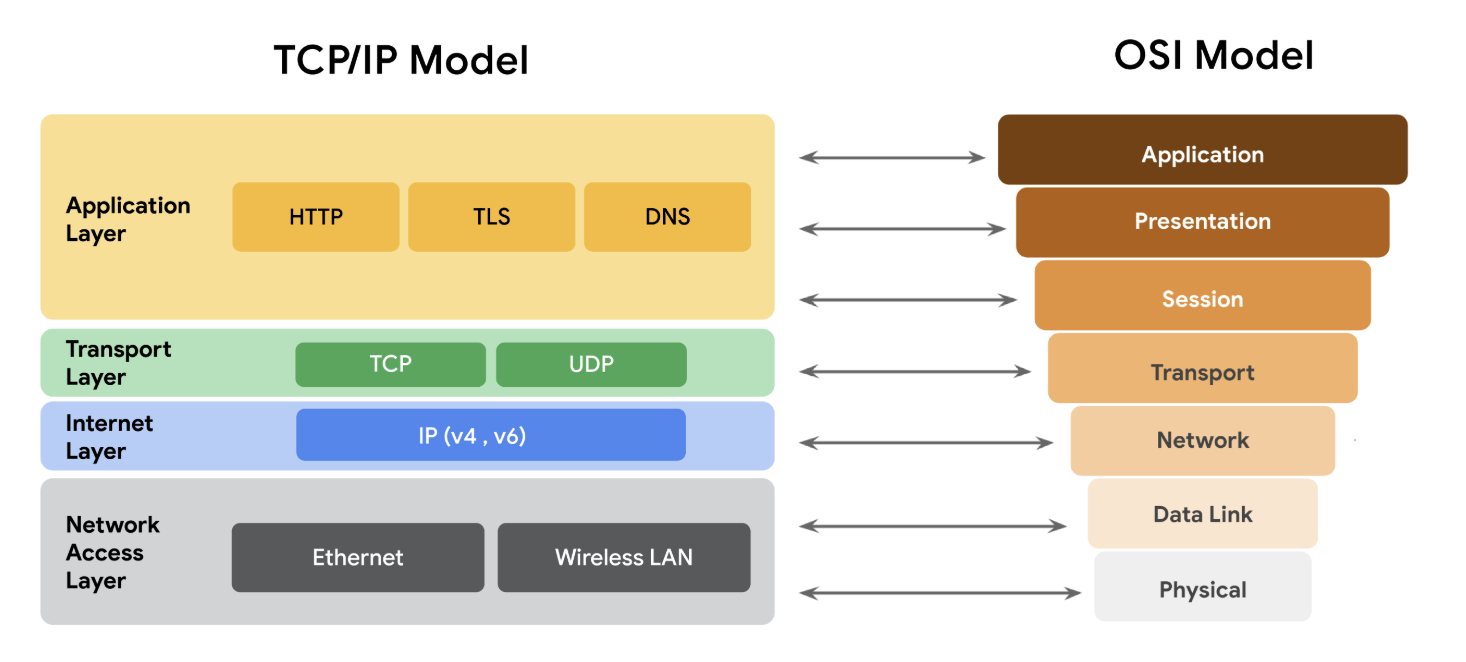 TCP/IP Model
OSI Model
Application
Layer
HTTP
TLS
DNS
Transport
Layer
TCP
UDP
Internet
Layer
IP (v4 , v6)
Network
Access
Layer
Ethernet
Wireless LAN
Application
Presentation
Session
Transport
Network
Data Link
Physical